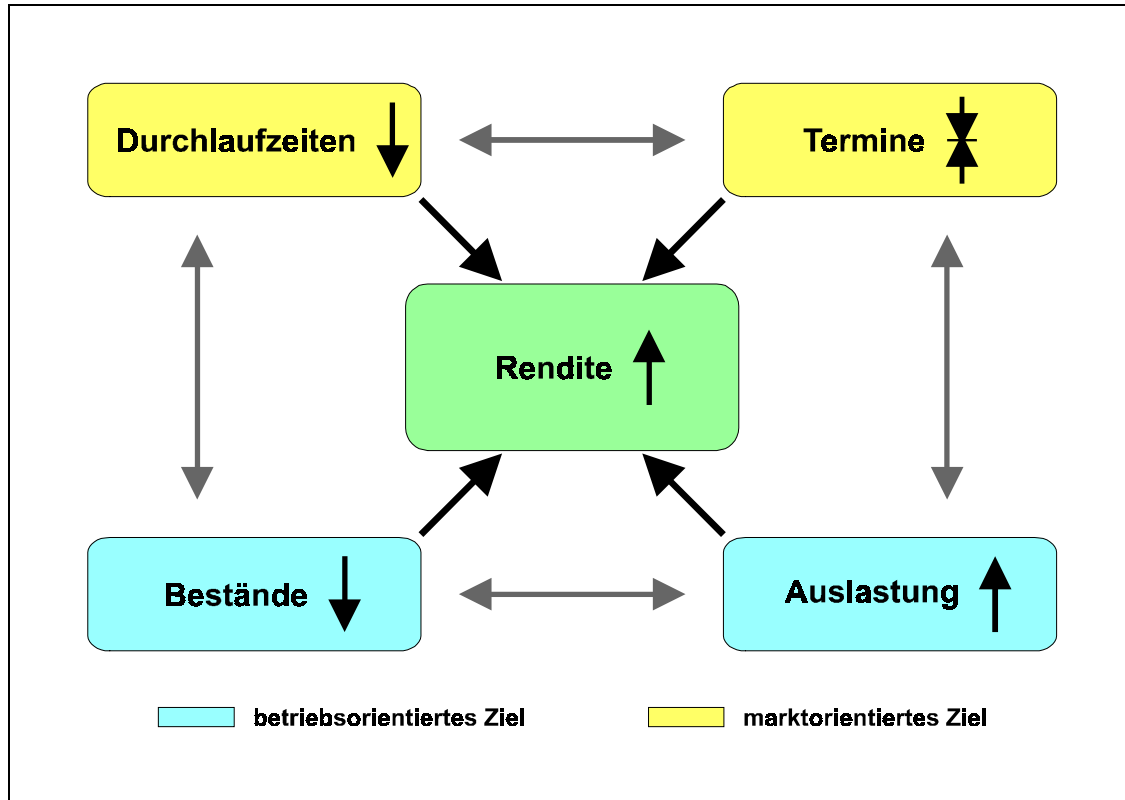 Durchlaufzeiten
Termine
Rendite
Bestände
Auslastung
betriebsorientiertes Ziel
marktorientiertes Ziel